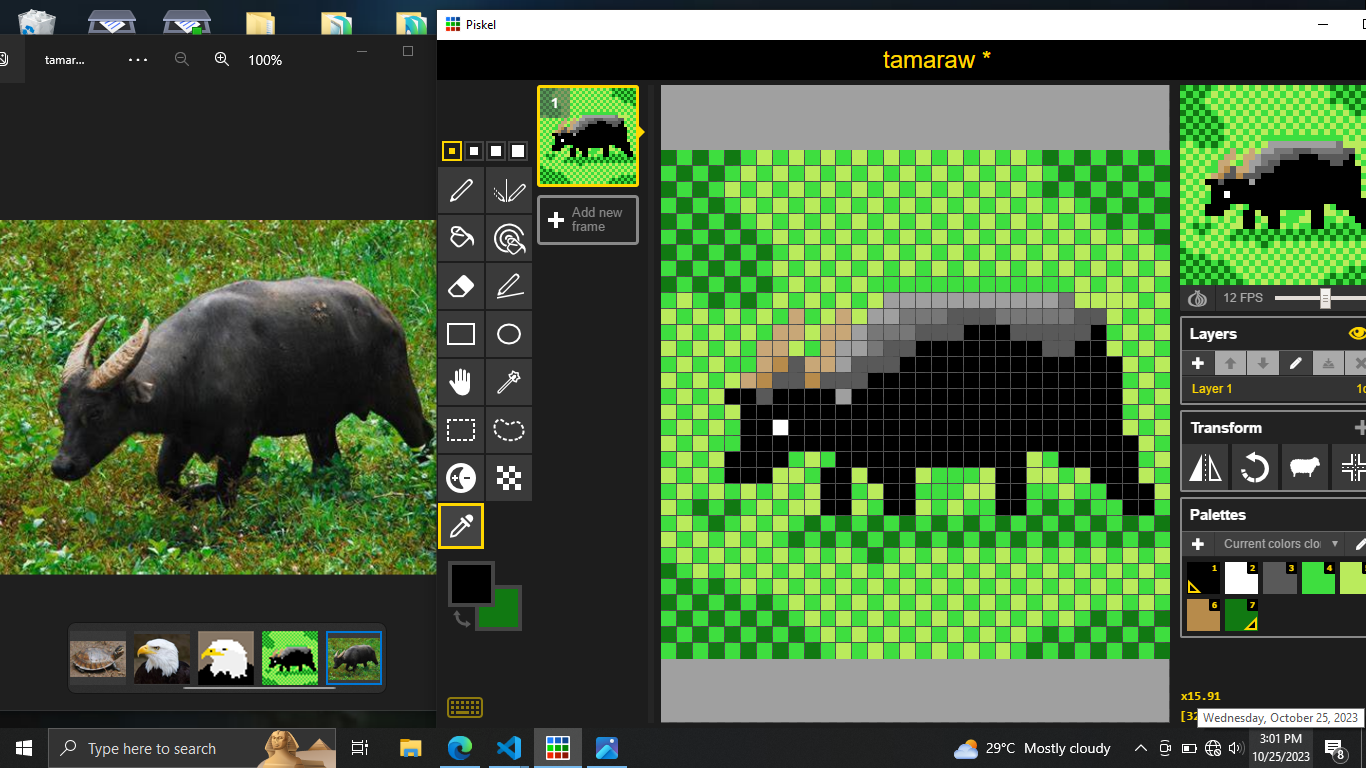 Piskel
tamar...
100%
tamaraw *
1
Add new
frame
12 FPS
Layers
Layer 1
Transform
Palettes
Current colors clo
1
2
3
4
6
7
x15.91
[32
Wednesday, October 25, 2023
Type here to search
29°C Mostly cloudy
3:01 PM
10/25/2023
8